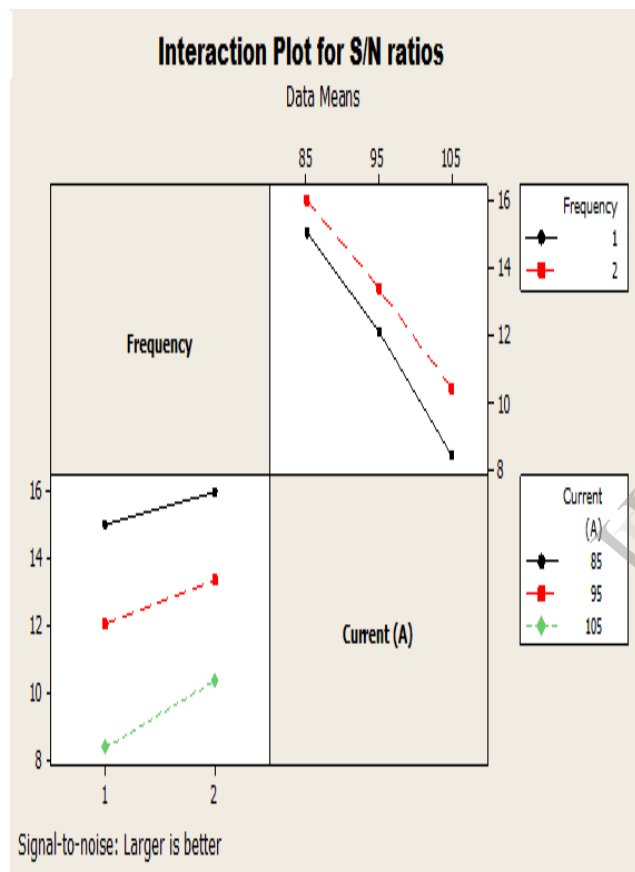 Interaction Plot for S/N ratios
Data Means
85 95 105
Frequency
16
14
12
10
8
Frequency
1
2
16
14
12
10
8
1 2
Current (A)
Current
(A)
85
95
105
Signal-to-noise: Larger is better